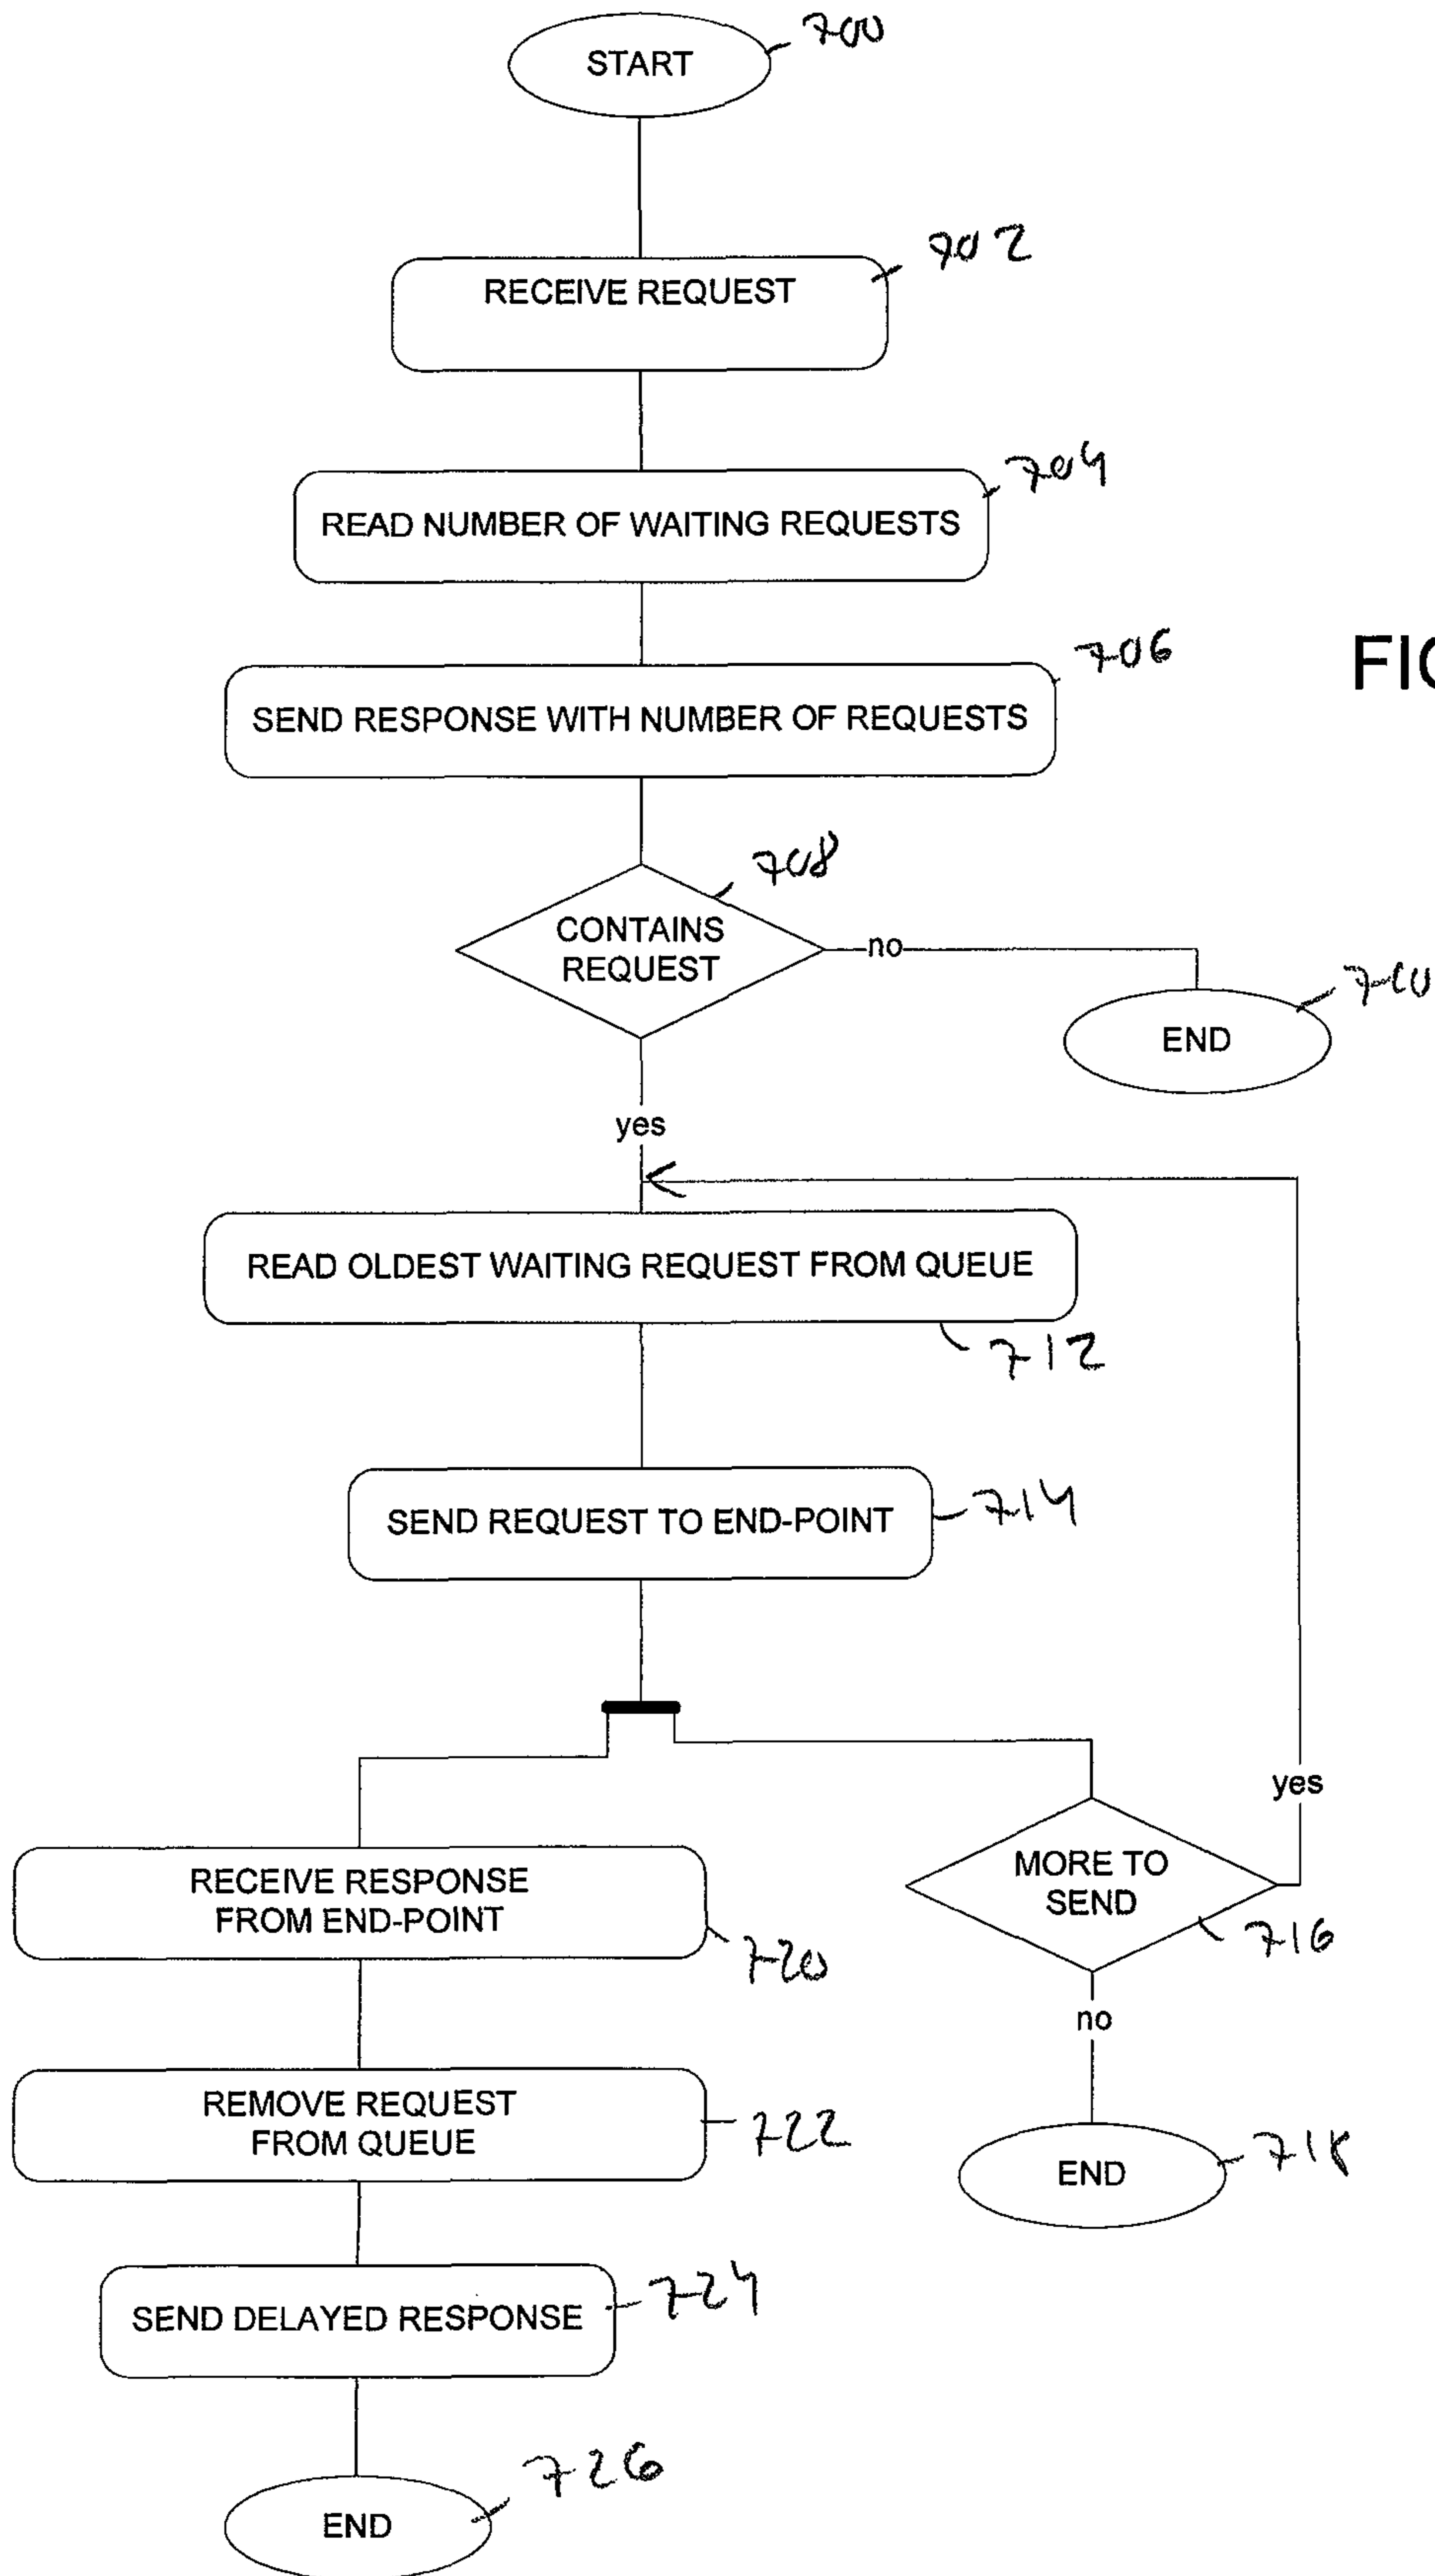 START
700
RECEIVE REQUEST
702
READ NUMBER OF WAITING REQUESTS
704
SEND RESPONSE WITH NUMBER OF REQUESTS
706
FIG
CONTAINS
REQUEST
708
no
END
710
yes
READ OLDEST WAITING REQUEST FROM QUEUE
712
SEND REQUEST TO END-POINT
714
RECEIVE RESPONSE
FROM END-POINT
720
MORE TO
SEND
716
yes
no
END
718
REMOVE REQUEST
FROM QUEUE
722
SEND DELAYED RESPONSE
724
END
726